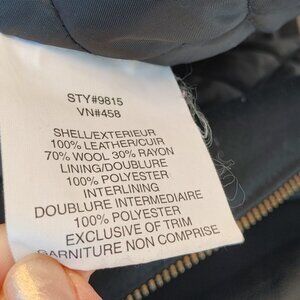 STY#9815
VN#458
SHELL/EXTERIEUR
100% LEATHER/CUIR
70% WOOL 30% RAYON
LINING/DOUBLURE
100% POLYESTER
INTERLINING
DOUBLURE INTERMEDIAIRE
100% POLYESTER
EXCLUSIVE OF TRIM
GARNITURE NON COMPRISE